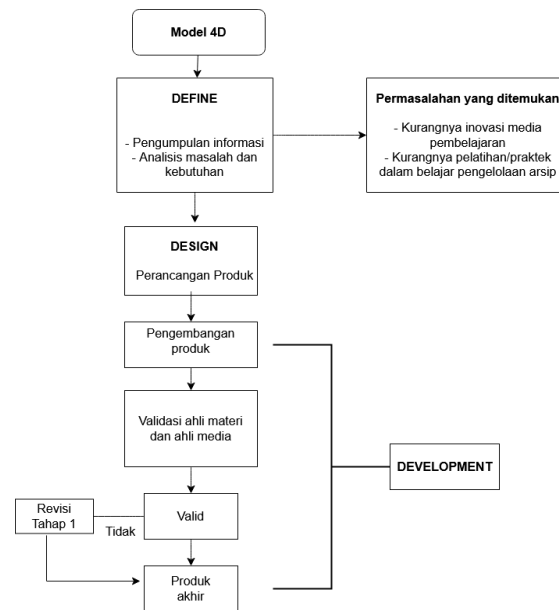 Model 4D
DEFINE
- Pengumpulan informasi
- Analisis masalah dan
kebutuhan
Permasalahan yang ditemukan
- Kurangnya inovasi media
pembelajaran
- Kurangnya pelatihan/praktek
dalam belajar pengelolaan arsip
DESIGN
Perancangan Produk
Pengembangan
produk
Validasi ahli materi
dan ahli media
DEVELOPMENT
Revisi
Tahap 1
Tidak
Valid
Produk
akhir